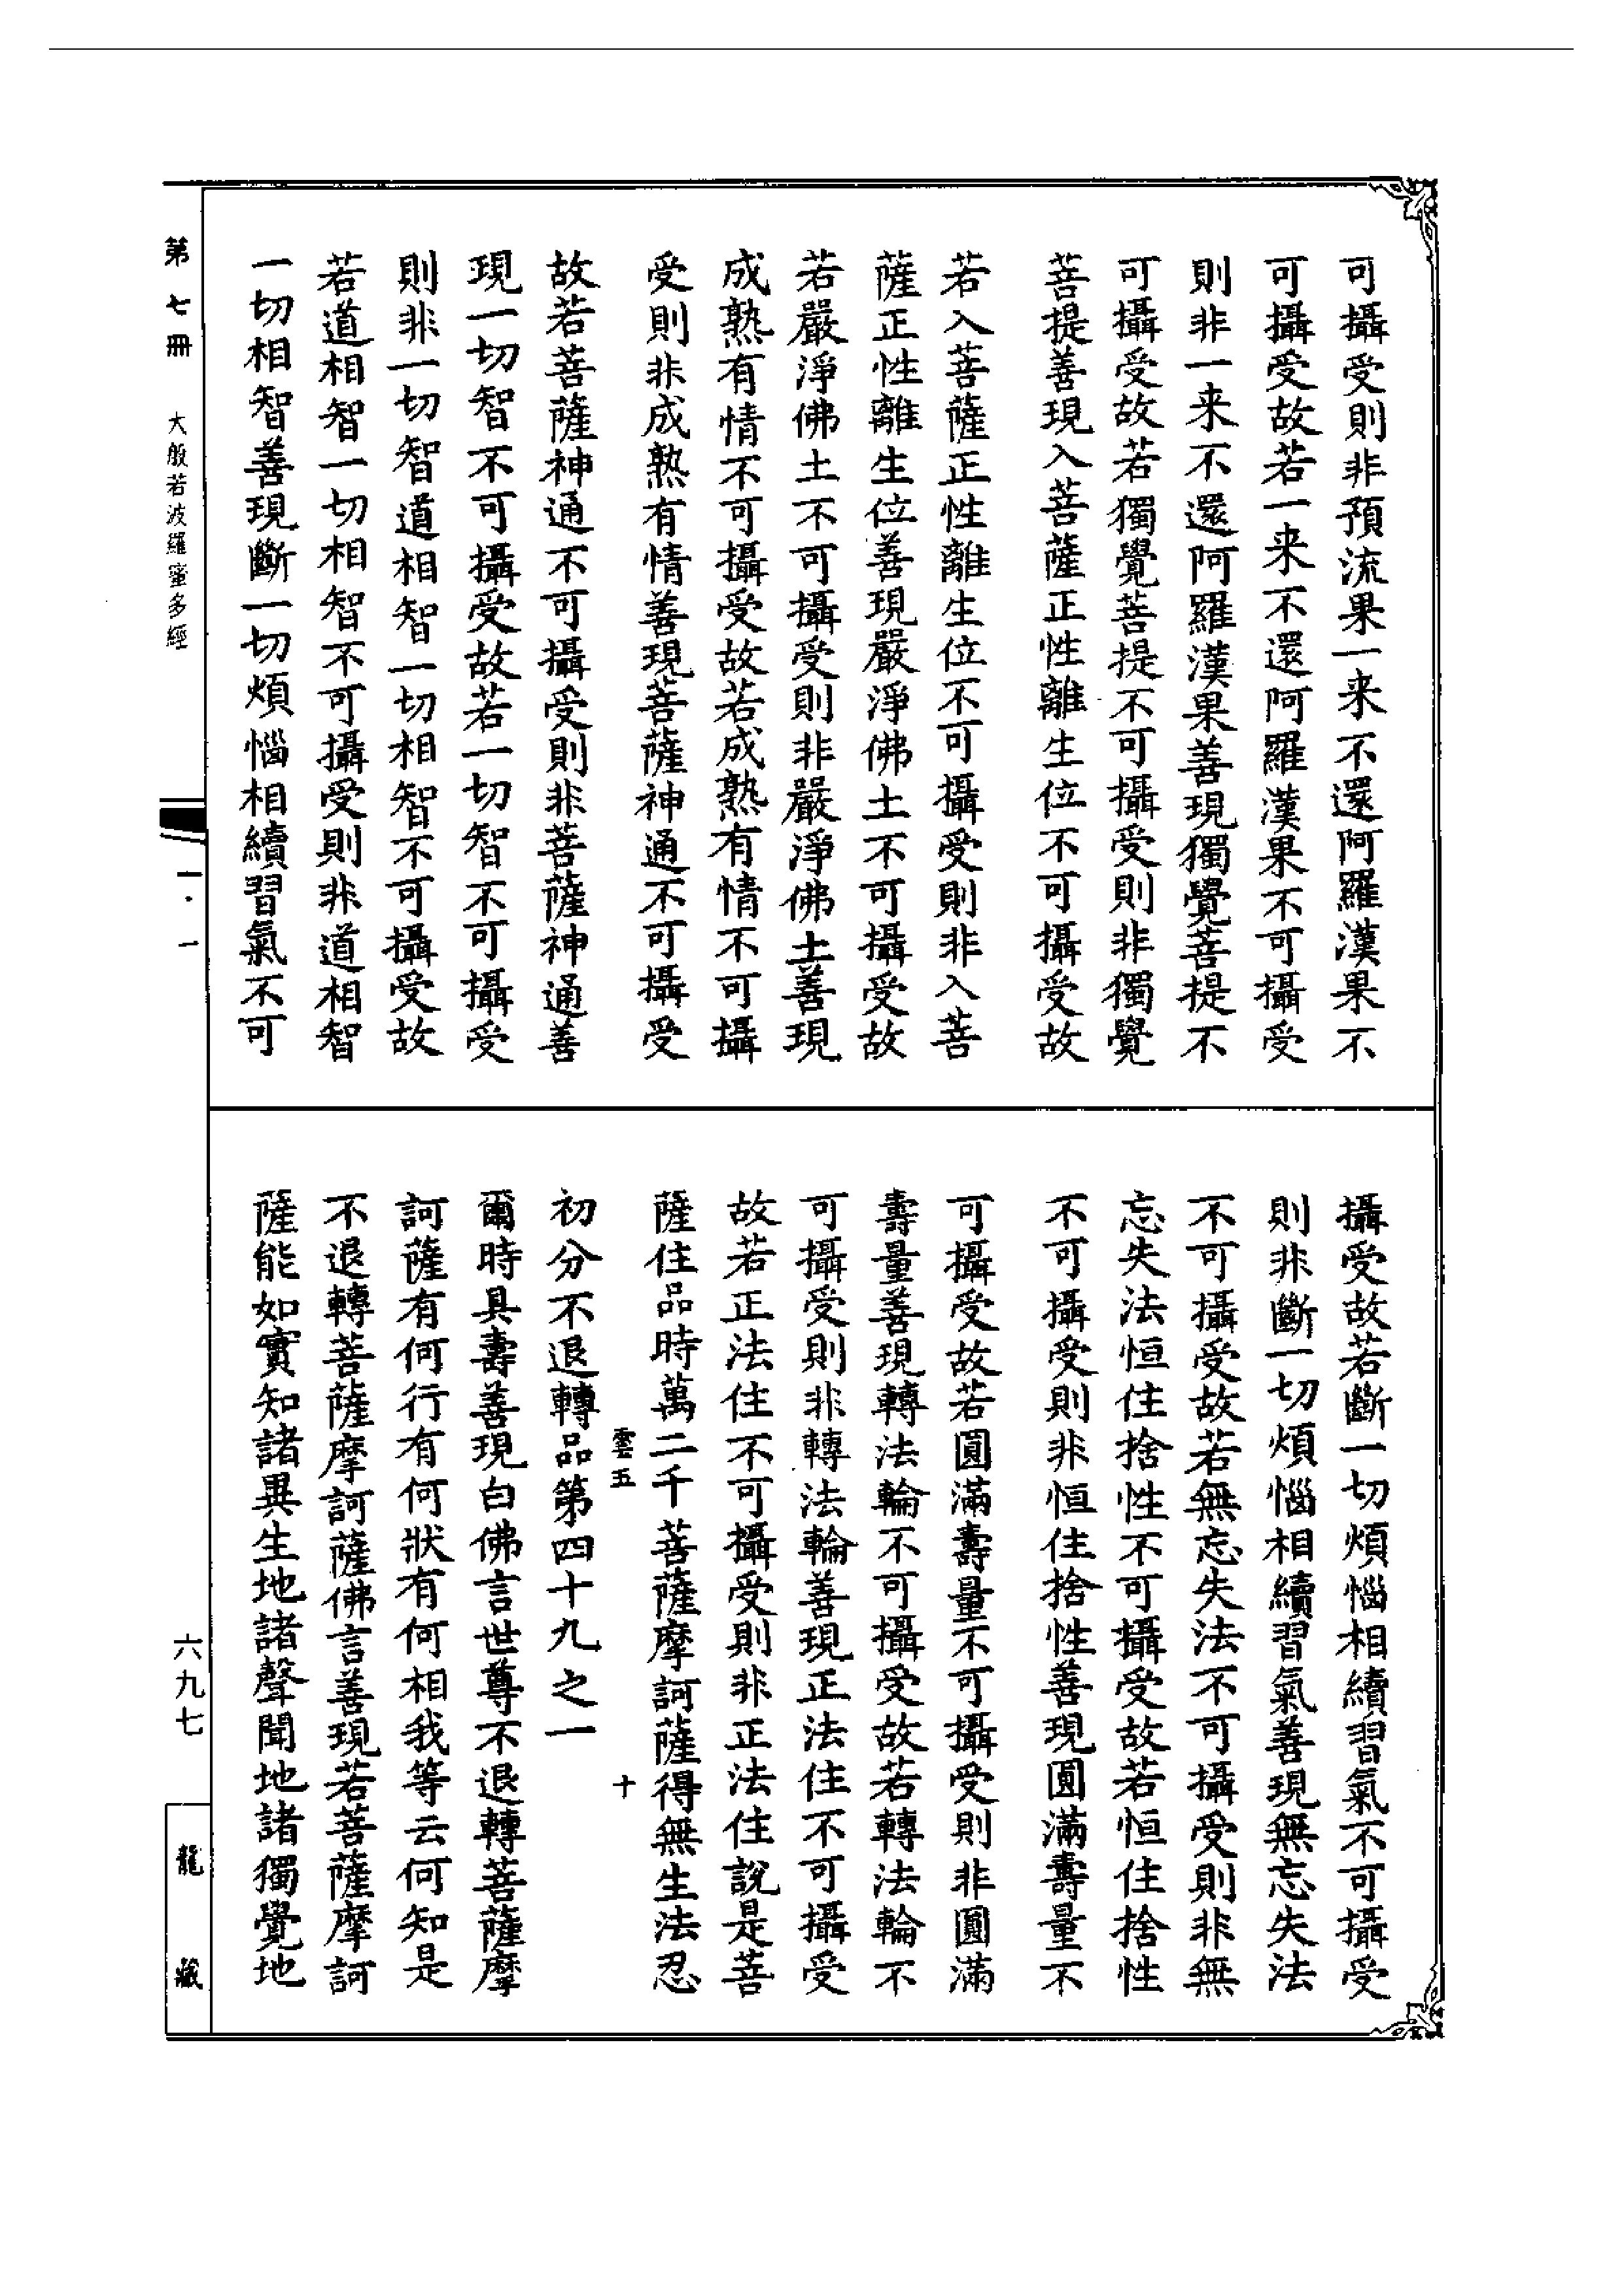 可攝受則非預流果一来不還阿羅漢果不
可攝受故若一来不還阿羅漢果不可攝受
則非一来不還阿羅漢果善現獨覺菩提不
可攝受故若獨覺菩提不可攝受則非獨覺
菩提善現入菩薩正性離生位不可攝受故
若入菩薩正性離生位不可攝受則非入菩
薩正性離生位善現嚴淨佛土不可攝受故
若嚴淨佛土不可攝受則非嚴淨佛土善現
成熟有情不可攝受故若成熟有情不可攝
受則非成熟有情善現菩薩神通不可攝受
故若菩薩神通不可攝受則非菩薩神通善
現一切智不可攝受故若一切智不可攝受
則非一切智道相智一切相智不可攝受故
若道相智一切相智不可攝受則非道相智
一切相智善現斷一切煩惱相續習氣不可
攝受故若斷一切煩惱相續習氣不可攝受
則非斷一切煩惱相續習氣善現無忘失法
不可攝受故若無忘失法不可攝受則非無
忘失法恒住捨性不可攝受故若恒住捨性
不可攝受則非恒住捨性善現圓滿壽量不
可攝受故若圓滿壽量不可攝受則非圓滿
壽量善現轉法輪不可攝受故若轉法輪不
可攝受則非轉法輪善現正法住不可攝受
故若正法住不可攝受則非正法住說是菩
薩住品時萬二千菩薩摩訶薩得無生法忍
雲五 十
初分不退轉品第四十九之一
爾時具壽善現白佛言世尊不退轉菩薩摩
訶薩有何行有何狀有何相我等云何知是
不退轉菩薩摩訶薩佛言善現若菩薩摩訶
薩能如實知諸異生地諸聲聞地諸獨覺地
第七冊 大般若波羅蜜多經
一·一
六九七
龍藏